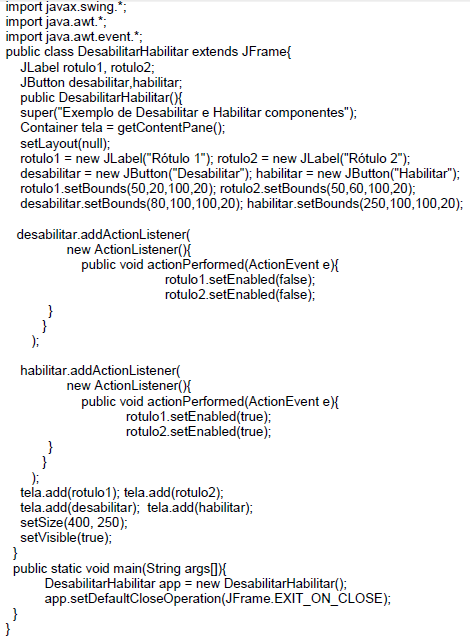 import javax.swing.*;
import java.awt.*;
import java.awt.event.*;
public class DesabilitarHabilitar extends JFrame{
JLabel rotulo1, rotulo2;
JButton desabilitar,habilitar;
public DesabilitarHabilitar(){
super("Exemplo de Desabilitar e Habilitar componentes");
Container tela = getContentPane();
setLayout(null);
rotulo1 = new JLabel("Rótulo 1"); rotulo2 = new JLabel("Rótulo 2");
desabilitar = new JButton("Desabilitar"); habilitar = new JButton("Habilitar");
rotulo1.setBounds(50,20,100,20); rotulo2.setBounds(50,60,100,20);
desabilitar.setBounds(80,100,100,20); habilitar.setBounds(250,100,100,20);
desabilitar.addActionListener(
new ActionListener(){
public void actionPerformed(ActionEvent e){
rotulo1.setEnabled(false);
rotulo2.setEnabled(false);
}
}
);
habilitar.addActionListener(
new ActionListener(){
public void actionPerformed(ActionEvent e){
rotulo1.setEnabled(true);
rotulo2.setEnabled(true);
}
}
);
tela.add(rotulo1); tela.add(rotulo2);
tela.add(desabilitar); tela.add(habilitar);
setSize(400, 250);
setVisible(true);
}
public static void main(String args[]){
DesabilitarHabilitar app = new DesabilitarHabilitar();
app.setDefaultCloseOperation(JFrame.EXIT_ON_CLOSE);
}
}